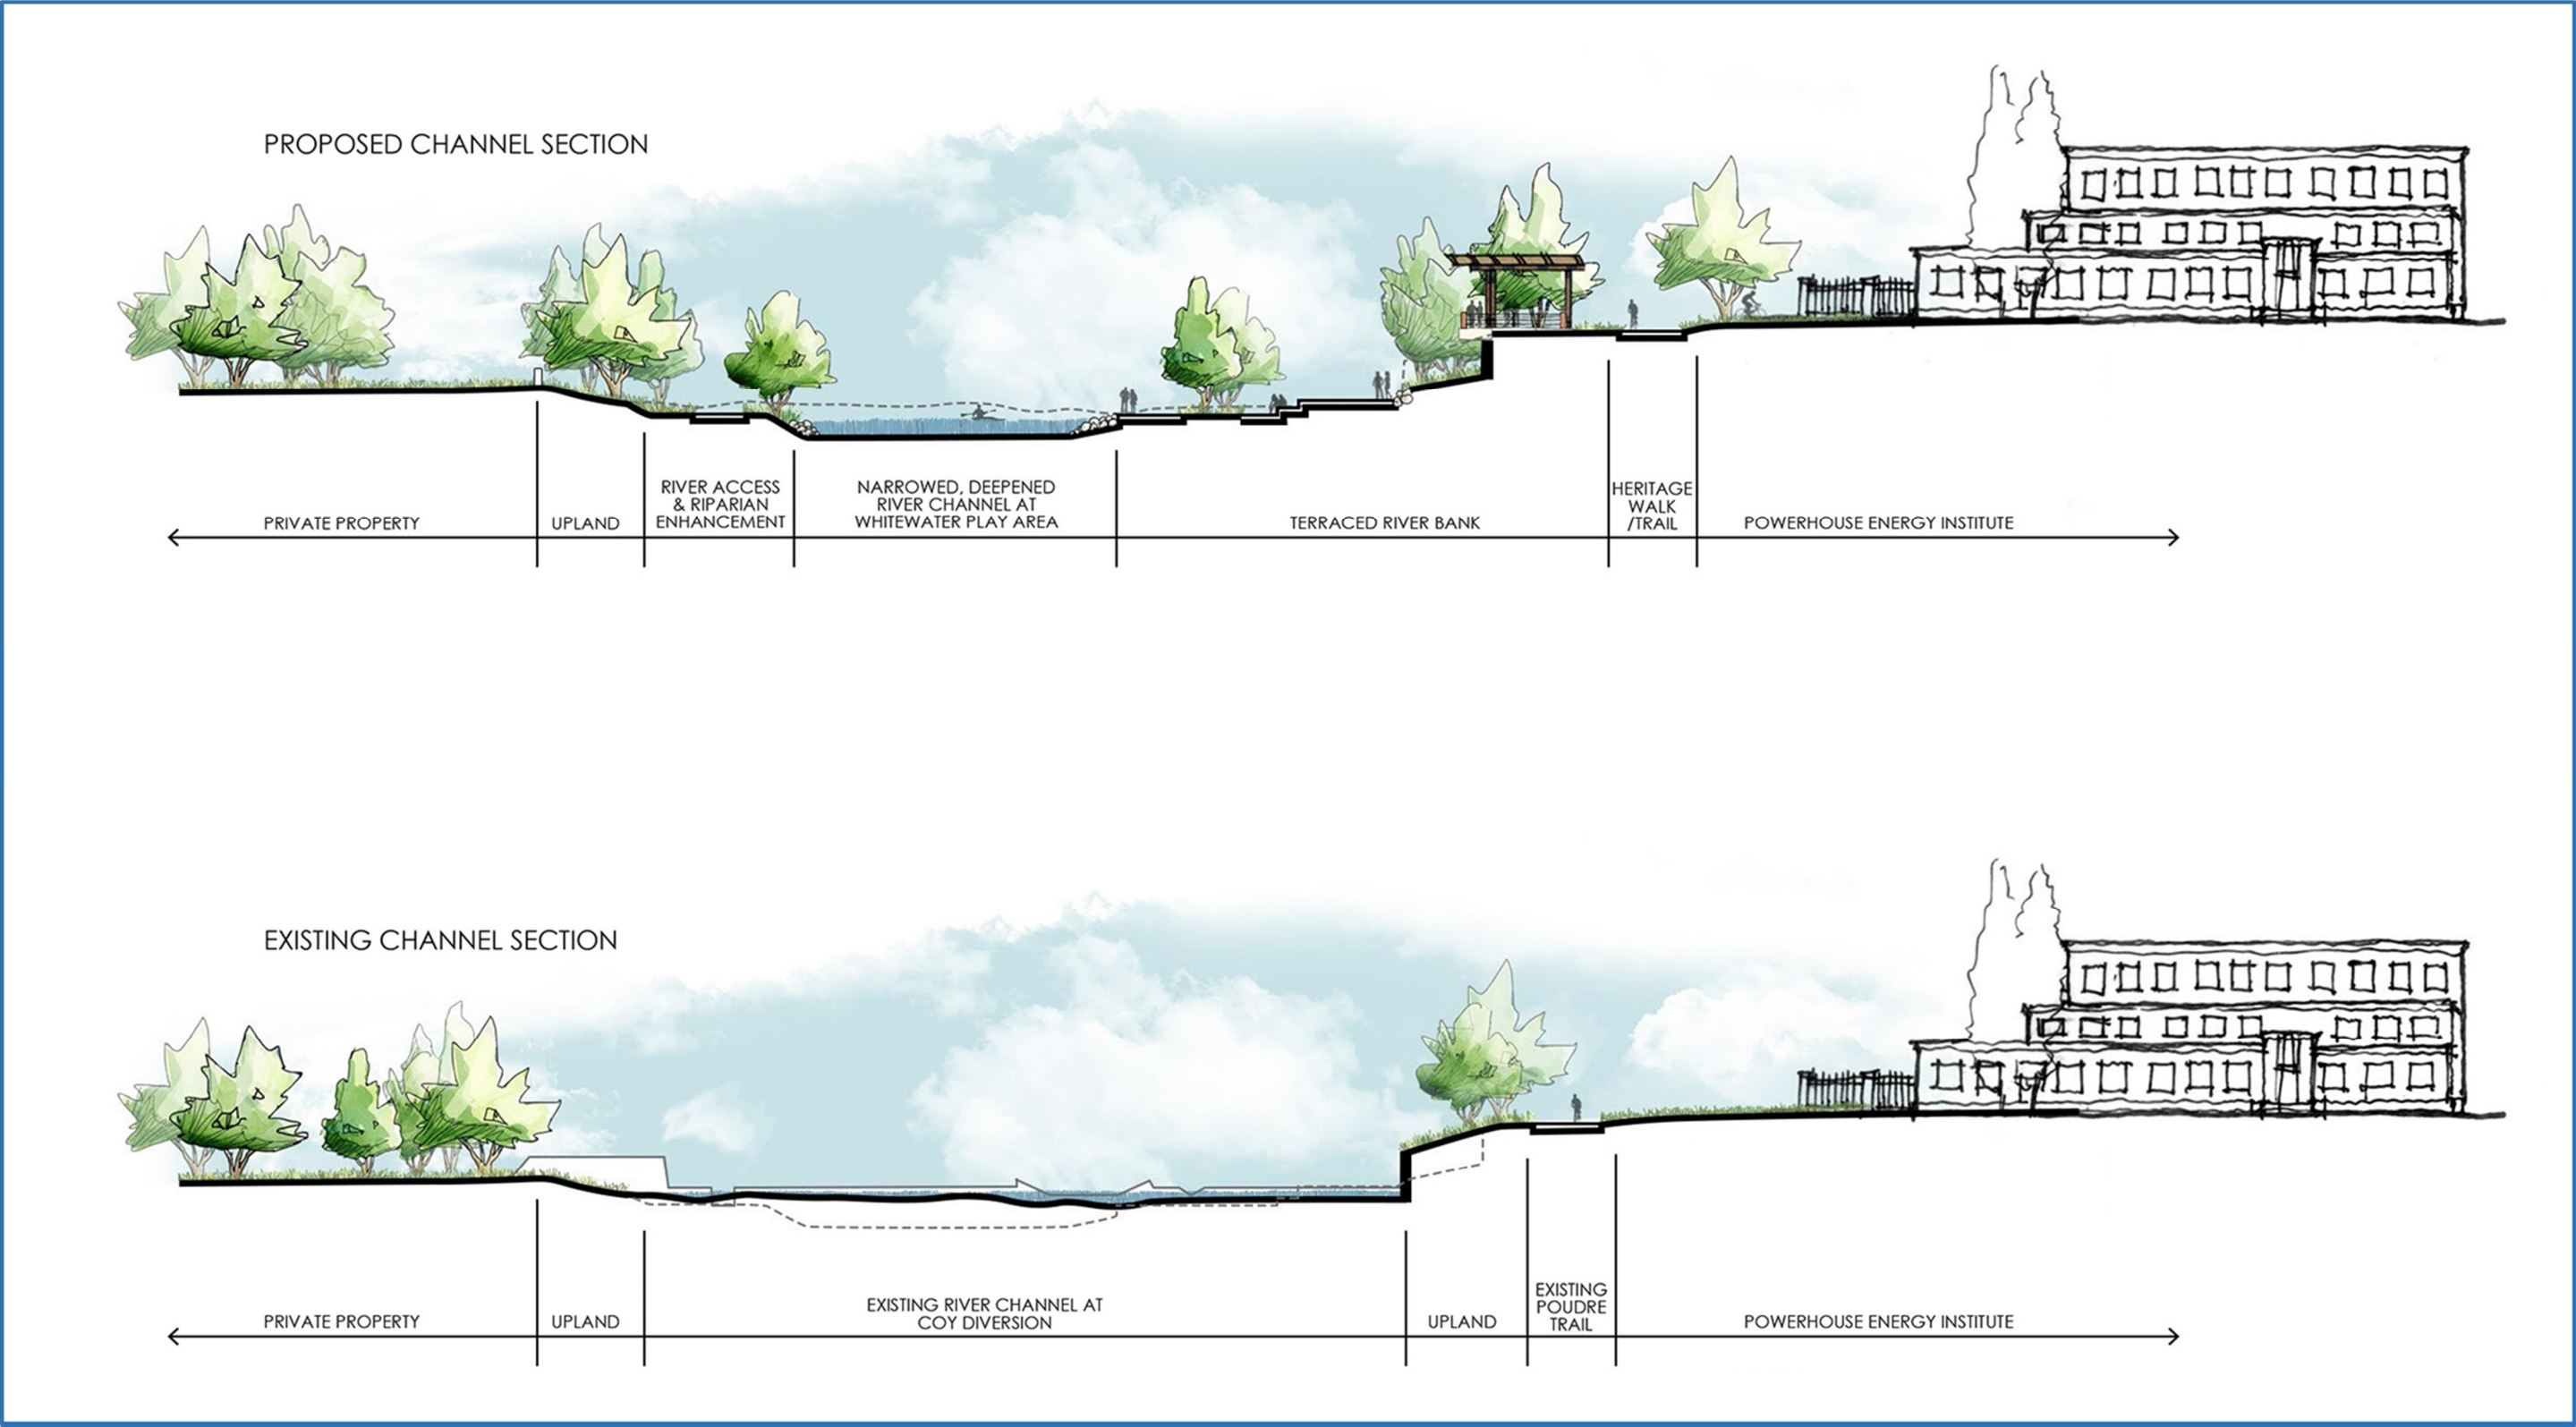 PROPOSED CHANNEL SECTION
PRIVATE PROPERTY
UPLAND
RIVER ACCESS
& RIPARIAN
ENHANCEMENT
NARROWED, DEEPENED
RIVER CHANNEL AT
WHITEWATER PLAY AREA
TERRACED RIVER BANK
HERITAGE
WALK
/TRAIL
POWERHOUSE ENERGY INSTITUTE
EXISTING CHANNEL SECTION
PRIVATE PROPERTY
UPLAND
EXISTING RIVER CHANNEL AT
COY DIVERSION
UPLAND
EXISTING
POUDRE
TRAIL
POWERHOUSE ENERGY INSTITUTE